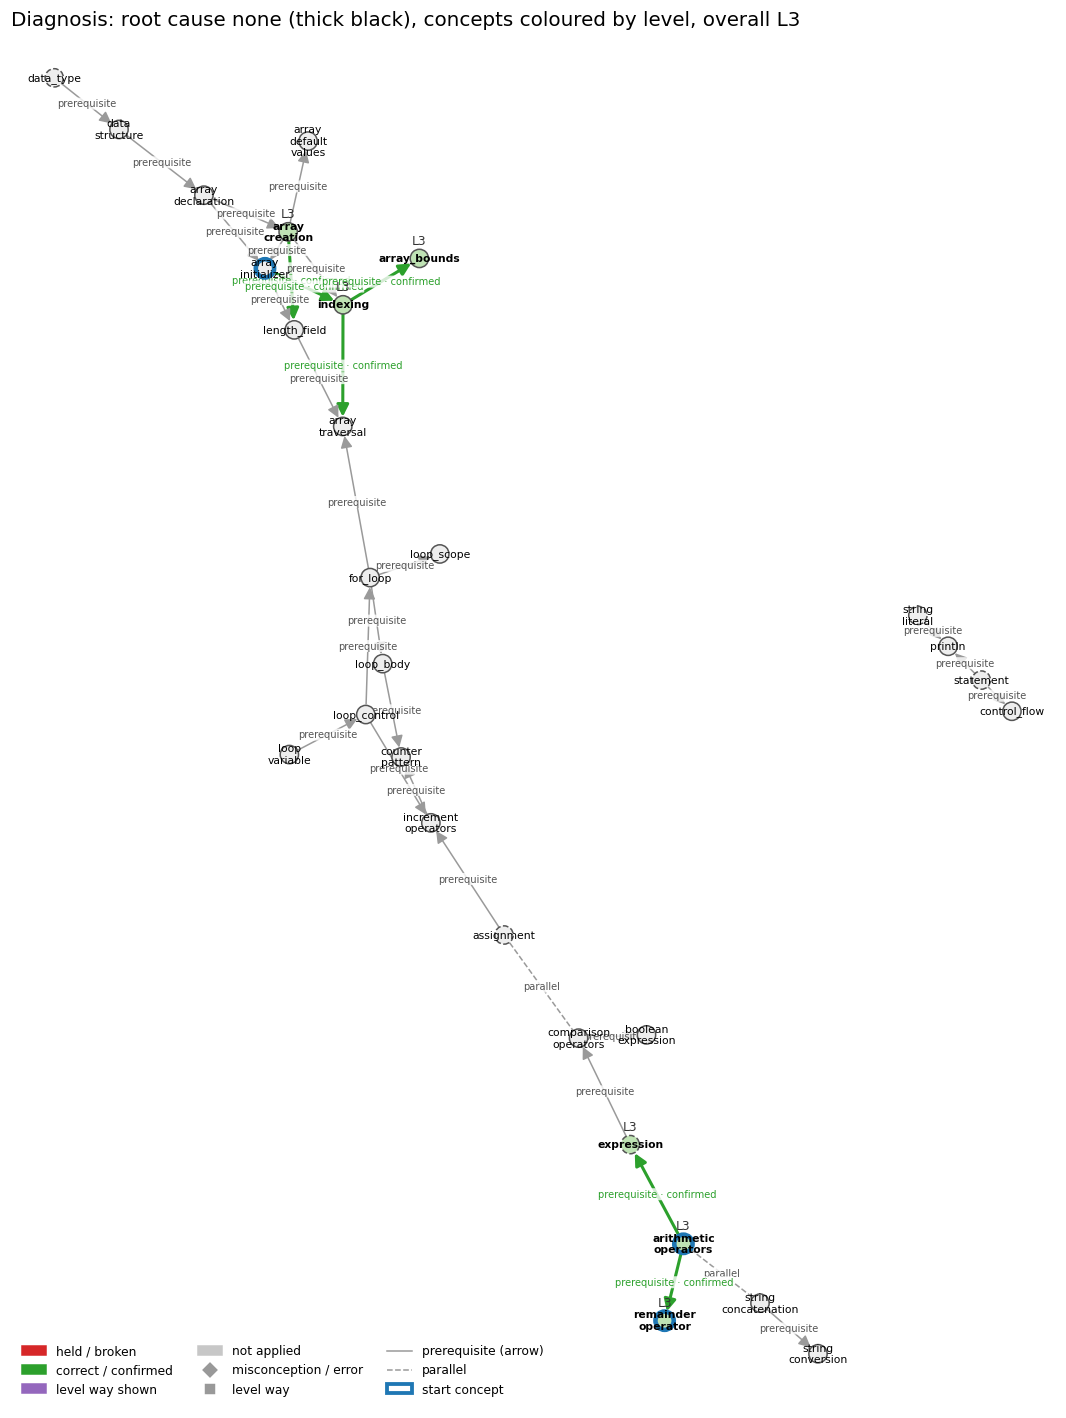 Diagnosis: root cause none (thick black), concepts coloured by level, overall L3
data_type
prerequisite
data
structure
array
default
values
prerequisite
prerequisite
array
declaration
prerequisite
L3
array
creation
prerequisite
L3
array_bounds
prerequisite
array
initializer
prerequisite
prerequisite · confirmed
prerequisite · confirmed
L3
indexing
prerequisite
length_field
prerequisite · confirmed
prerequisite
array
traversal
prerequisite
loop_scope
prerequisite
for_loop
prerequisite
prerequisite
loop_body
string
literal
prerequisite
println
prerequisite
statement
prerequisite
control_flow
loop_control
prerequisite
loop
variable
counter
pattern
prerequisite
prerequisite
increment
operators
prerequisite
assignment
parallel
comparison
operators
boolean
expression
prerequisite
L3
expression
prerequisite · confirmed
L3
arithmetic
operators
parallel
prerequisite · confirmed
L3
remainder
operator
string
concatenation
prerequisite
string
conversion
held / broken
correct / confirmed
level way shown
not applied
misconception / error
level way
prerequisite (arrow)
parallel
start concept